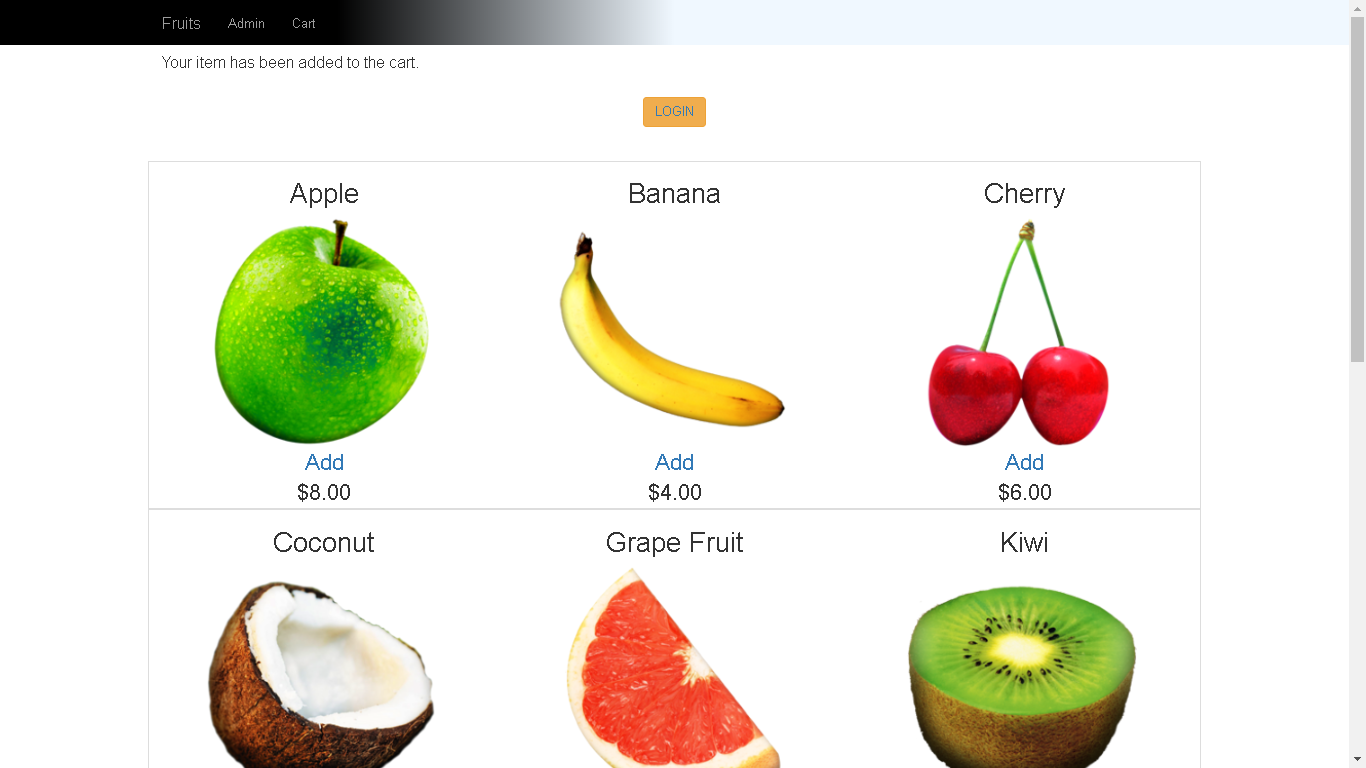 Fruits Admin Cart
Your item has been added to the cart.
LOGIN
Apple Banana Cherry
Add Add Add
$8.00 $4.00 $6.00
Coconut Grape Fruit Kiwi